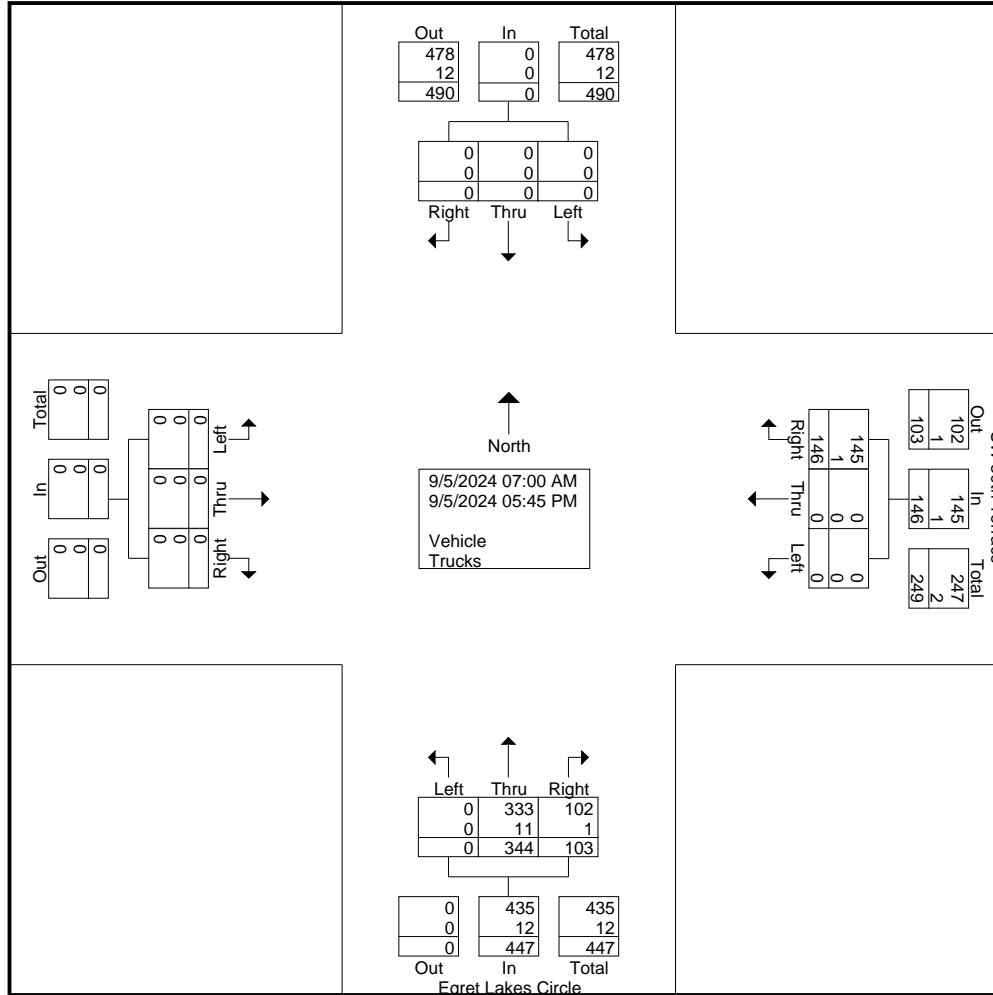 Out In Total
478 0 478
12 0 12
490 0 490
0 0 0
0 0 0
0 0 0
Right Thru Left
Total
0 0 0
In
0 0 0
Out
0 0 0
Left
0 0 0
Thru
0 0 0
Right
0 0 0
North
9/5/2024 07:00 AM
9/5/2024 05:45 PM
Vehicle
Trucks
Right Thru Left
145 0 0
1 0 0
146 0 0
Out In Total
102 145 247
1 1 2
103 146 249
Left Thru Right
0 333 102
0 11 1
0 344 103
0 435 435
0 12 12
0 447 447
Out In Total
Egret Lakes Circle